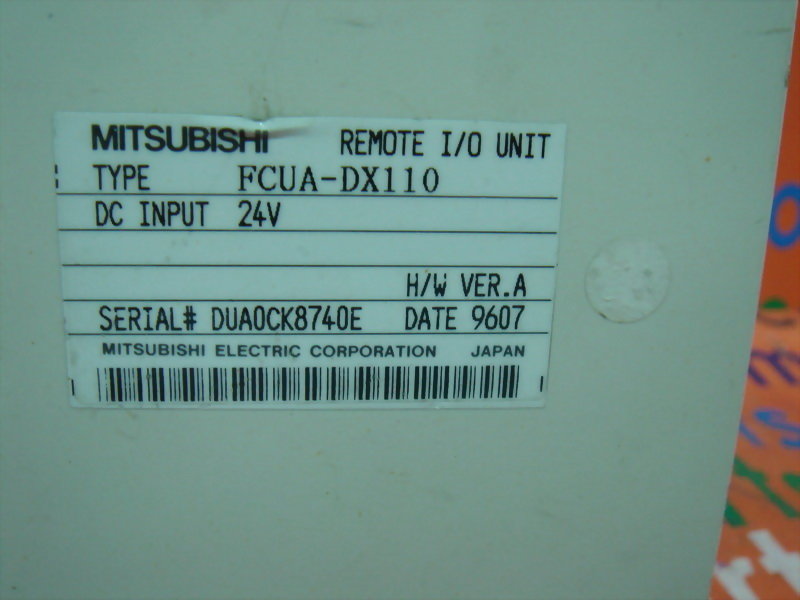 MITSUBISHI REMOTE I/O UNIT
TYPE FCUA-DX110
DC INPUT 24V
H/W VER.A
SERIAL# DUA0CK8740E DATE 9607
MITSUBISHI ELECTRIC CORPORATION JAPAN